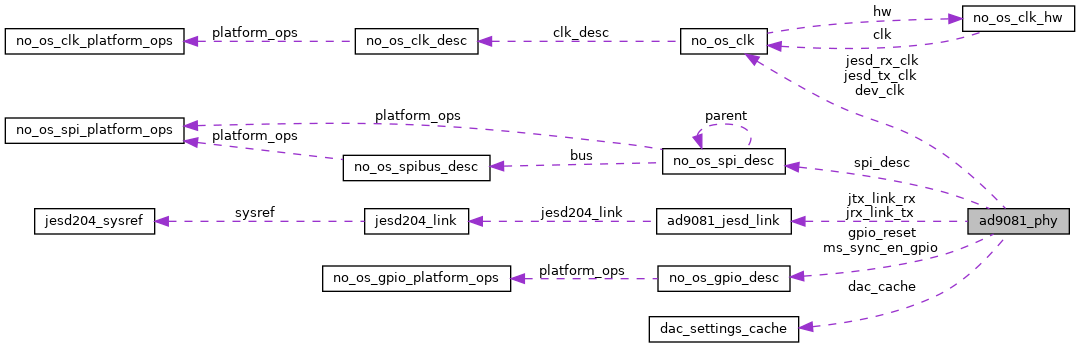 hw
no_os_clk_hw
platform_ops
clk_desc
clk
no_os_clk_platform_ops
no_os_clk_desc
no_os_clk
jesd_rx_clk
jesd_tx_clk
dev_clk
platform_ops
parent
no_os_spi_platform_ops
platform_ops
bus
no_os_spibus_desc
no_os_spi_desc
spi_desc
jtx_link_rx
jrx_link_tx
sysref
jesd204_link
jesd204_sysref
jesd204_link
ad9081_jesd_link
ad9081_phy
gpio_reset
ms_sync_en_gpio
platform_ops
no_os_gpio_platform_ops
no_os_gpio_desc
dac_cache
dac_settings_cache